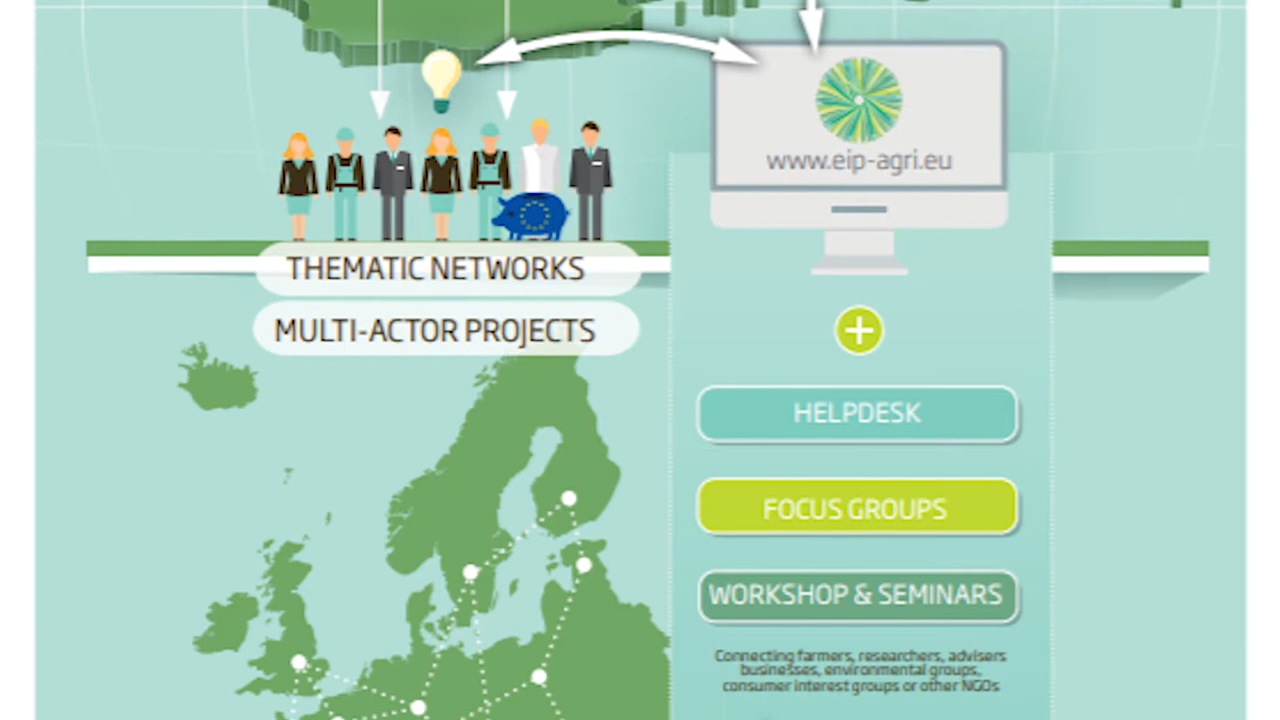 www.eip-agri.eu
THEMATIC NETWORKS
MULTI-ACTOR PROJECTS
HELPDESK
FOCUS GROUPS
WORKSHOP & SEMINARS
Connecting farmers, researchers, advisers
businesses, environmental groups,
consumer interest groups or other NGOs